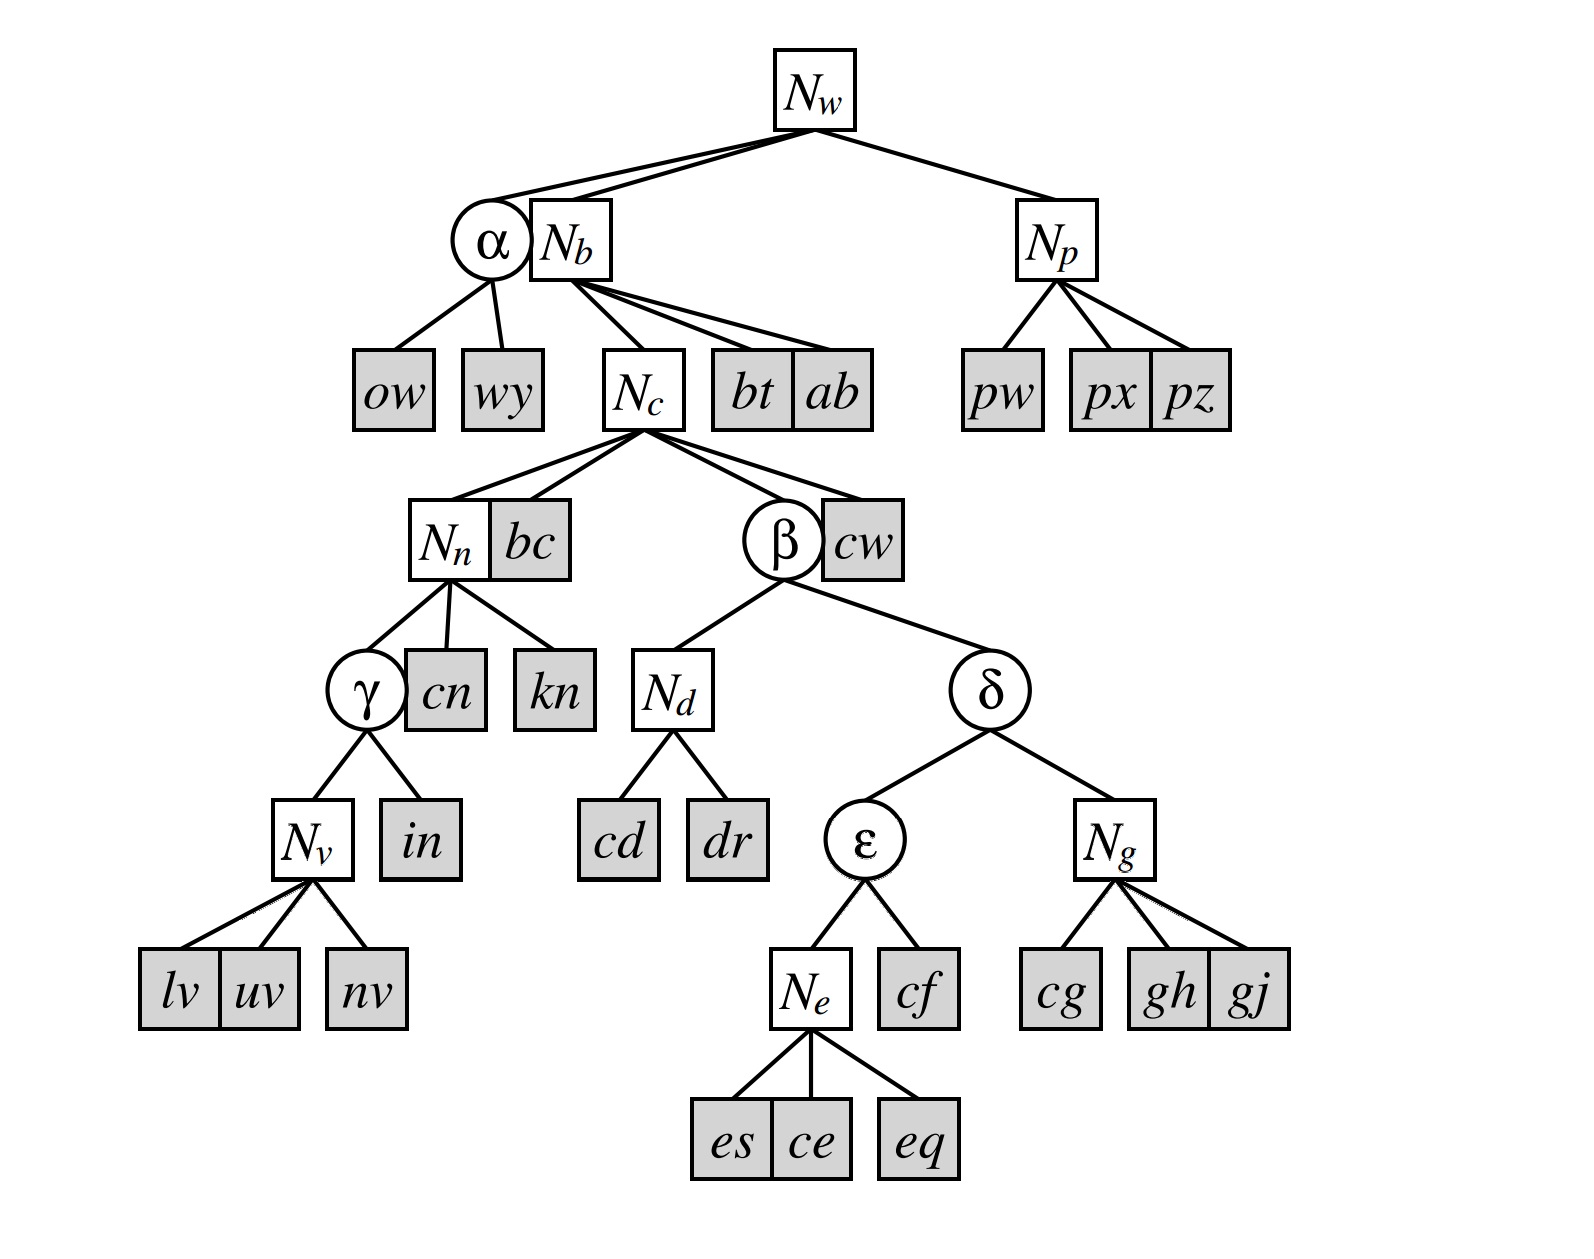 N_w
α N_b N_p
ow wy N_c bt ab pw px pz
N_n bc β cw
γ cn kn N_d δ
N_v in cd dr ε N_g
lv uv nv N_e cf cg gh gj
es ce eq